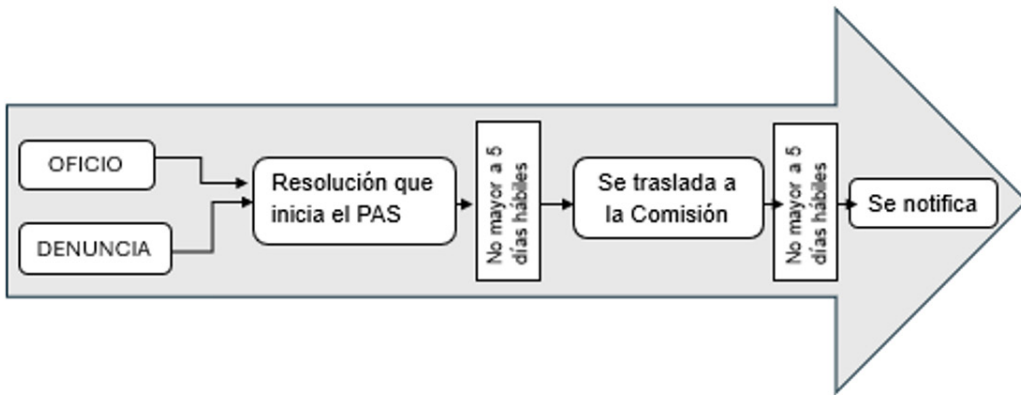 OFICIO
DENUNCIA
Resolución que
inicia el PAS
No mayor a 5
días hábiles
Se traslada a
la Comisión
No mayor a 5
días hábiles
Se notifica